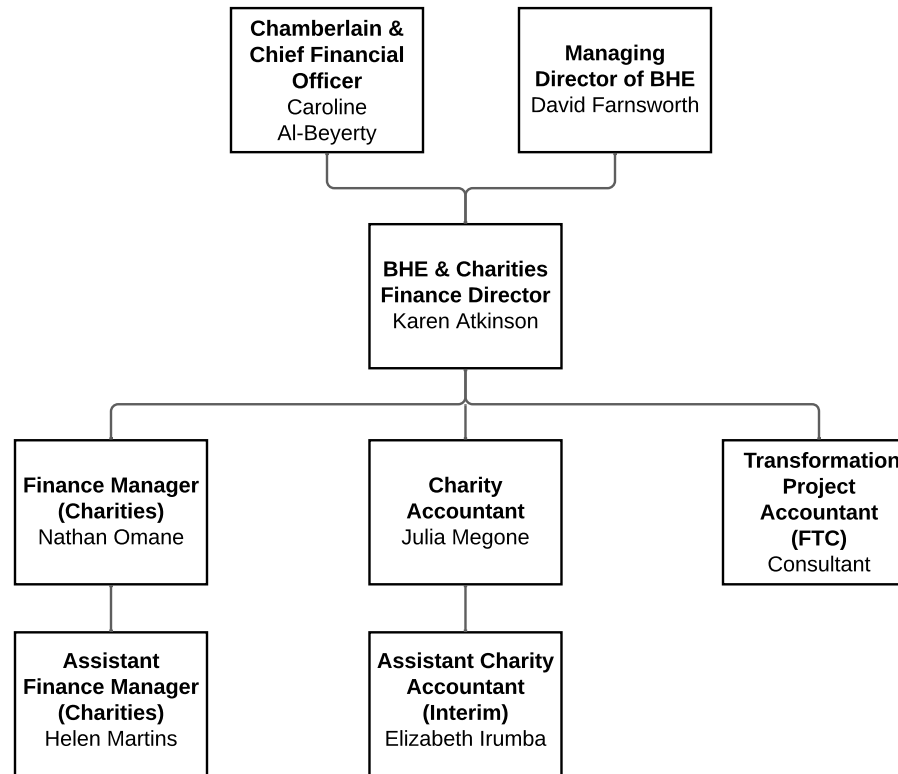 Chamberlain &
Chief Financial
Officer
Caroline
Al-Beyerty
Managing
Director of BHE
David Farnsworth
BHE & Charities
Finance Director
Karen Atkinson
Finance Manager
(Charities)
Nathan Omane
Charity
Accountant
Julia Megone
Transformation
Project
Accountant
(FTC)
Consultant
Assistant
Finance Manager
(Charities)
Helen Martins
Assistant Charity
Accountant
(Interim)
Elizabeth Irumba